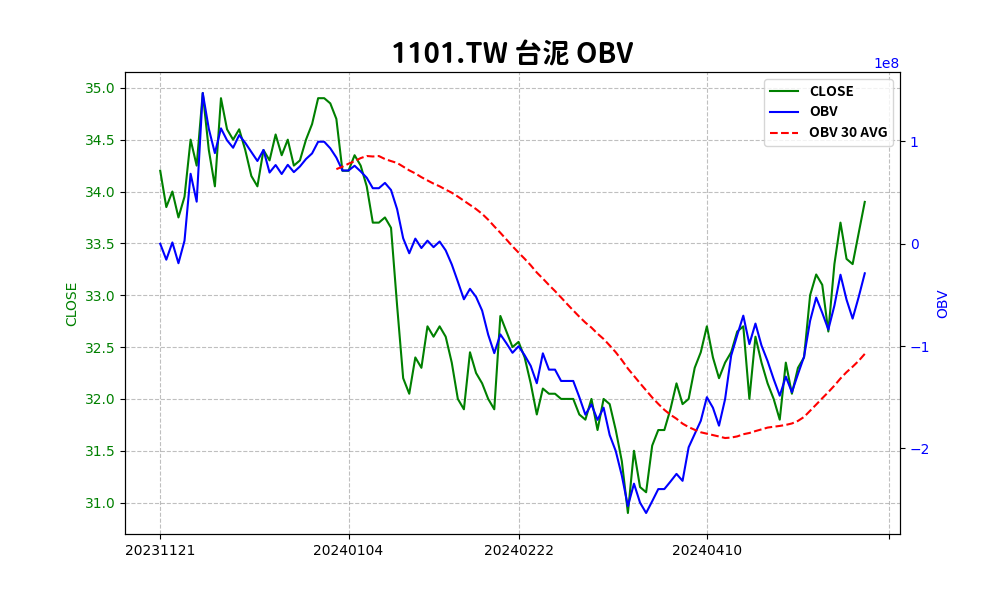 1101.TW 台泥 OBV
1e8
35.0
34.5
34.0
33.5
33.0
32.5
32.0
31.5
31.0
CLOSE
CLOSE
OBV
OBV 30 AVG
1
0
−1
−2
OBV
20231121
20240104
20240222
20240410